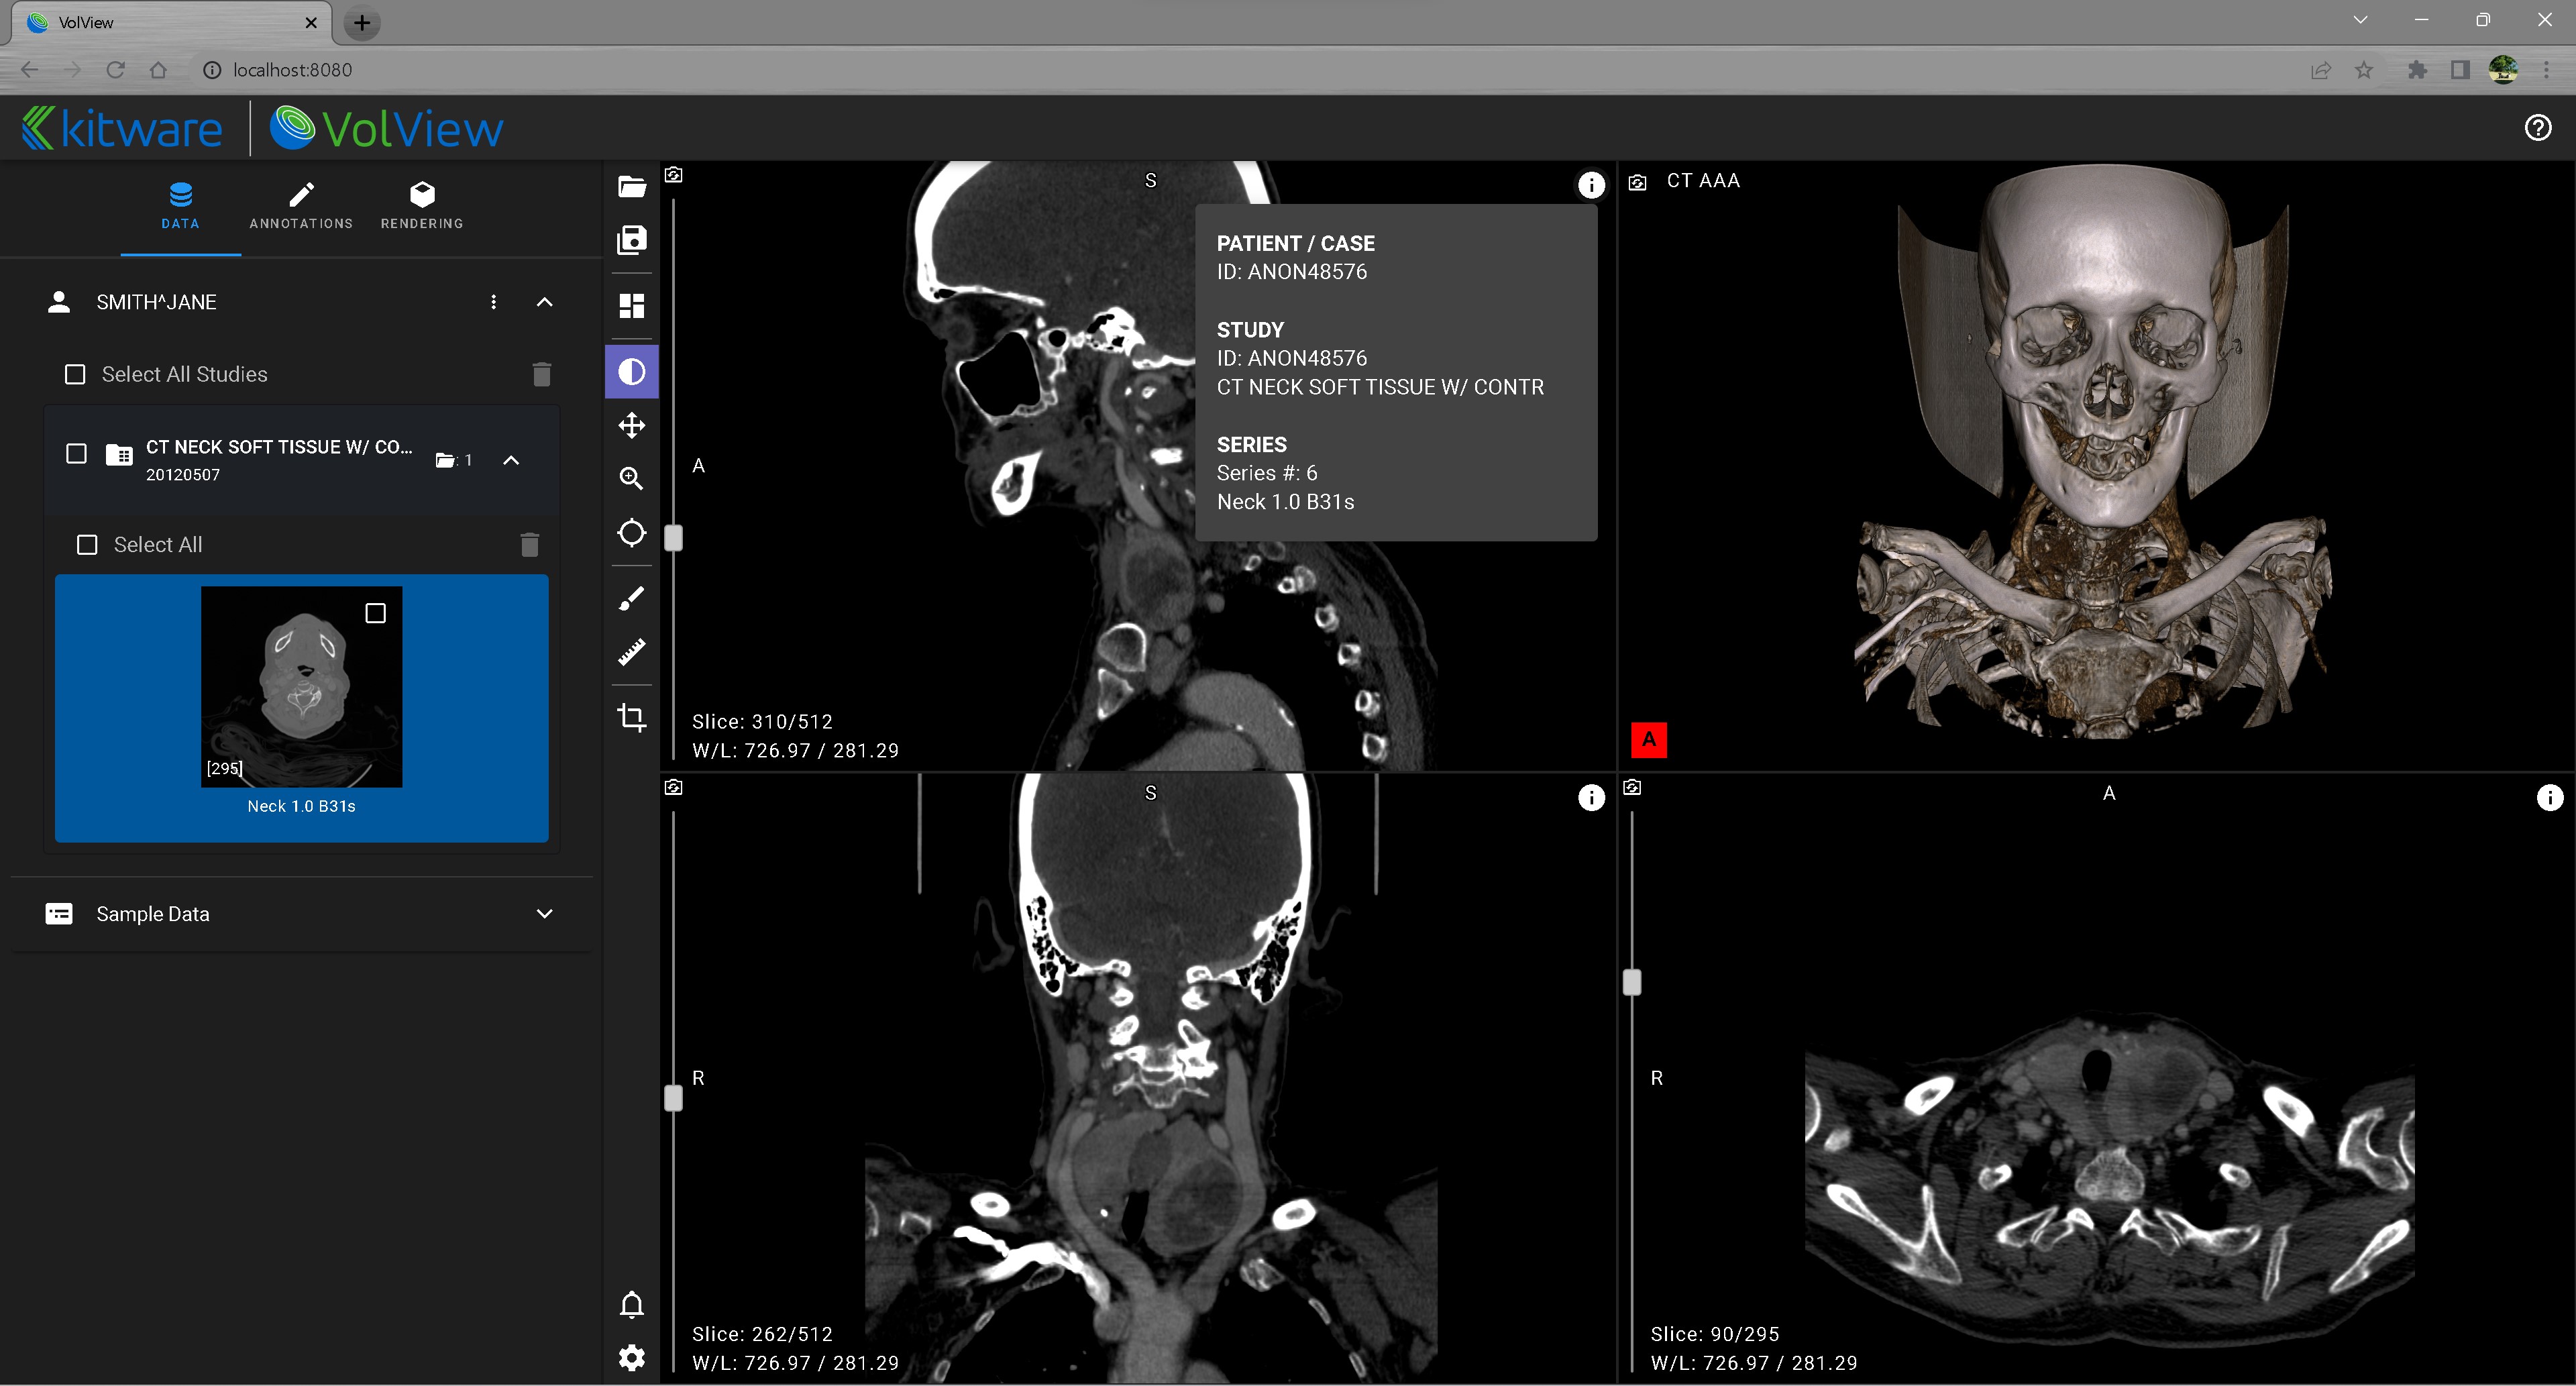 VolView
localhost:8080
kitware VolView
DATA ANNOTATIONS RENDERING
SMITH^JANE
Select All Studies
CT NECK SOFT TISSUE W/ CO...
20120507
: 1
Select All
[295]
Neck 1.0 B31s
Sample Data
S
A
PATIENT / CASE
ID: ANON48576
STUDY
ID: ANON48576
CT NECK SOFT TISSUE W/ CONTR
SERIES
Series #: 6
Neck 1.0 B31s
Slice: 310/512
W/L: 726.97 / 281.29
CT AAA
A
S
R
Slice: 262/512
W/L: 726.97 / 281.29
A
R
Slice: 90/295
W/L: 726.97 / 281.29